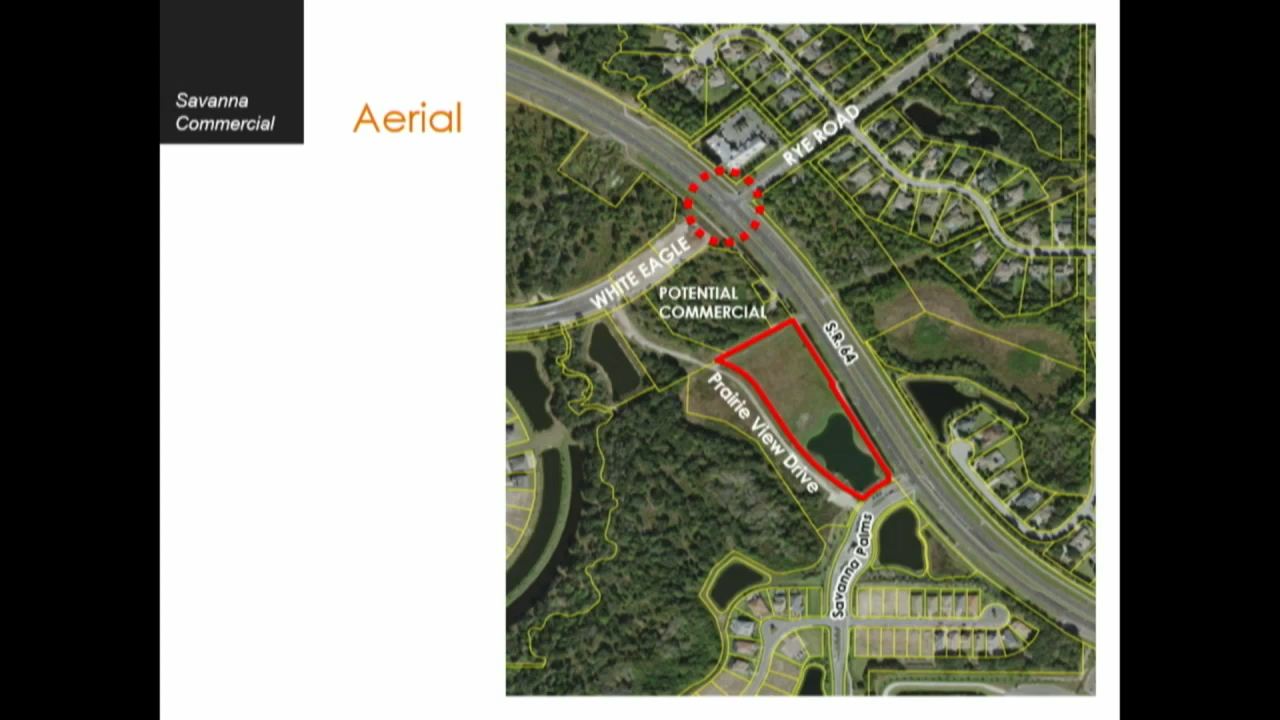 Savanna
Commercial
Aerial
RYE ROAD
WHITE EAGLE
POTENTIAL
COMMERCIAL
S.R. 64
Prairie View Drive
Savanna Palms